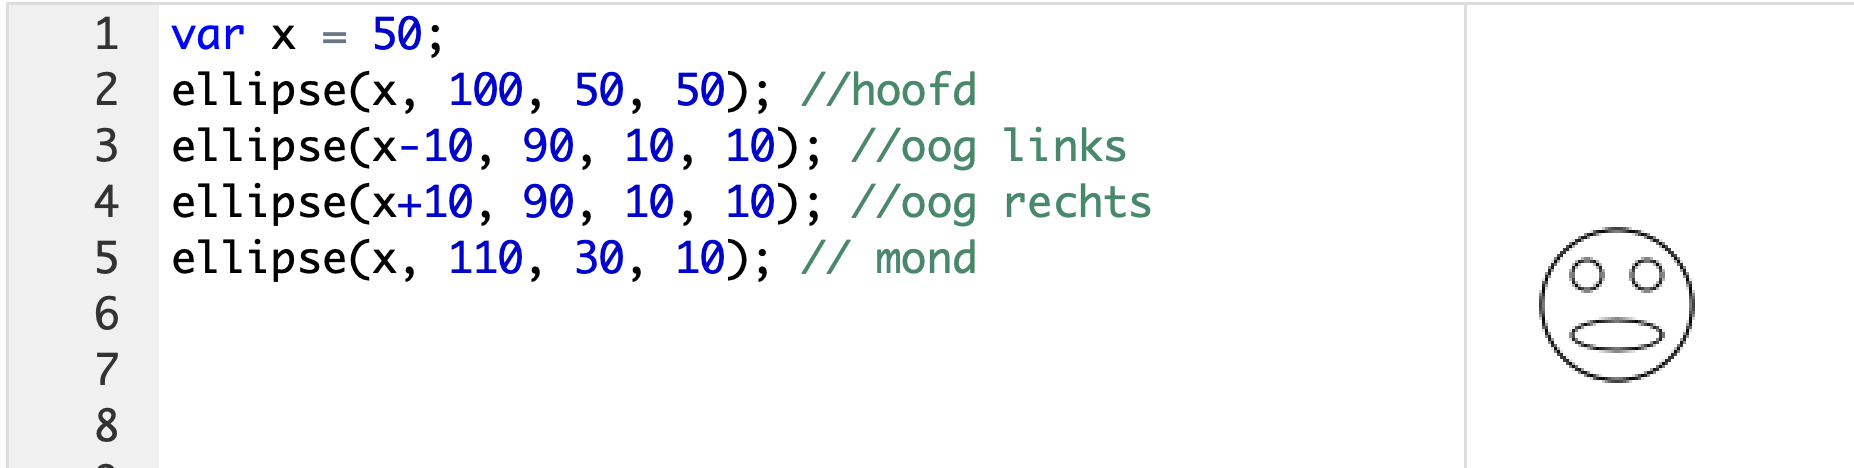 1 var x = 50;
2 ellipse(x, 100, 50, 50); //hoofd
3 ellipse(x-10, 90, 10, 10); //oog links
4 ellipse(x+10, 90, 10, 10); //oog rechts
5 ellipse(x, 110, 30, 10); // mond
6
7
8